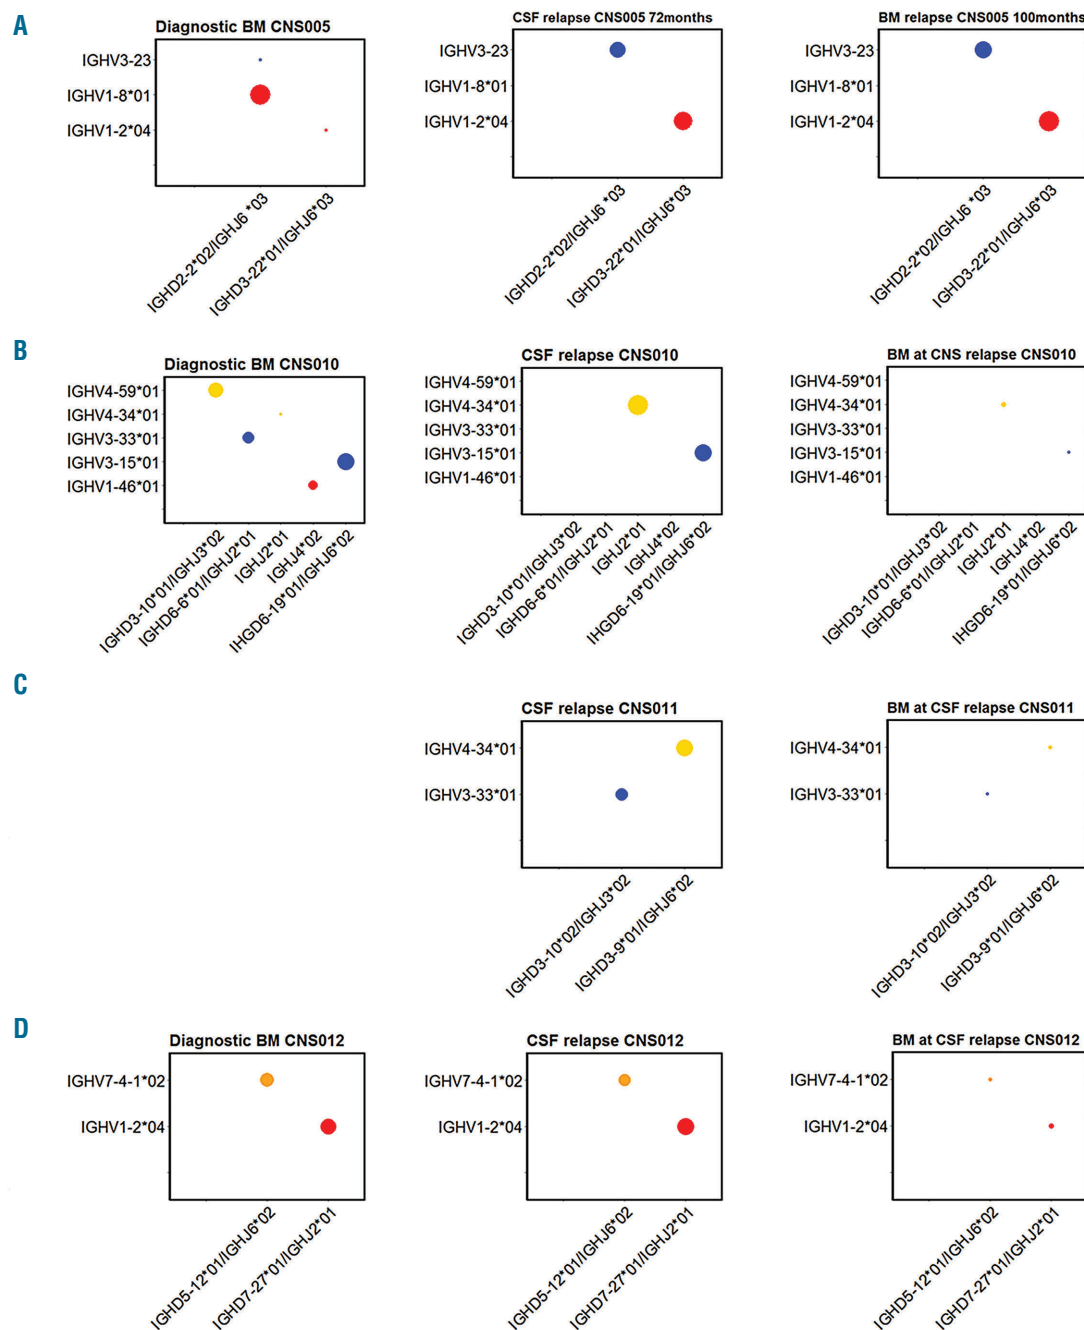 A
Diagnostic BM CNS005
IGHV3-23
IGHV1-8*01
IGHV1-2*04
IGHD2-2*02/IGHJ6 *03
IGHD3-22*01/IGHJ6*03
CSF relapse CNS005 72months
IGHV3-23
IGHV1-8*01
IGHV1-2*04
IGHD2-2*02/IGHJ6 *03
IGHD3-22*01/IGHJ6*03
BM relapse CNS005 100months
IGHV3-23
IGHV1-8*01
IGHV1-2*04
IGHD2-2*02/IGHJ6 *03
IGHD3-22*01/IGHJ6*03
B
Diagnostic BM CNS010
IGHV4-59*01
IGHV4-34*01
IGHV3-33*01
IGHV3-15*01
IGHV1-46*01
IGHD3-10*01/IGHJ3*02
IGHD6-6*01/IGHJ2*01
IGHJ2*01
IGHJ4*02
IHGD6-19*01/IGHJ6*02
CSF relapse CNS010
IGHV4-59*01
IGHV4-34*01
IGHV3-33*01
IGHV3-15*01
IGHV1-46*01
IGHD3-10*01/IGHJ3*02
IGHD6-6*01/IGHJ2*01
IGHJ2*01
IGHJ4*02
IHGD6-19*01/IGHJ6*02
BM at CNS relapse CNS010
IGHV4-59*01
IGHV4-34*01
IGHV3-33*01
IGHV3-15*01
IGHV1-46*01
IGHD3-10*01/IGHJ3*02
IGHD6-6*01/IGHJ2*01
IGHJ2*01
IGHJ4*02
IHGD6-19*01/IGHJ6*02
C
CSF relapse CNS011
IGHV4-34*01
IGHV3-33*01
IGHD3-10*02/IGHJ3*02
IGHD3-9*01/IGHJ6*02
BM at CSF relapse CNS011
IGHV4-34*01
IGHV3-33*01
IGHD3-10*02/IGHJ3*02
IGHD3-9*01/IGHJ6*02
D
Diagnostic BM CNS012
IGHV7-4-1*02
IGHV1-2*04
IGHD5-12*01/IGHJ6*02
IGHD7-27*01/IGHJ2*01
CSF relapse CNS012
IGHV7-4-1*02
IGHV1-2*04
IGHD5-12*01/IGHJ6*02
IGHD7-27*01/IGHJ2*01
BM at CSF relapse CNS012
IGHV7-4-1*02
IGHV1-2*04
IGHD5-12*01/IGHJ6*02
IGHD7-27*01/IGHJ2*01